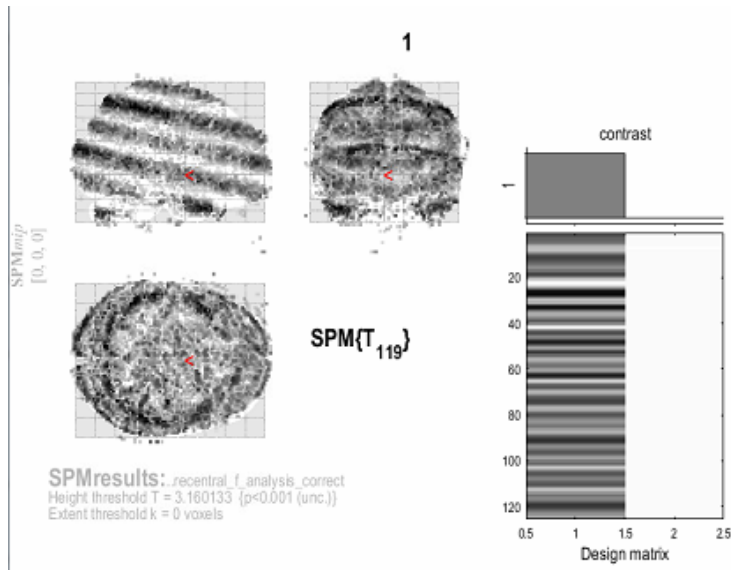 1
contrast
1
SPMmip
[0, 0, 0]
SPM{T119}
20
40
60
80
100
120
0.5 1 1.5 2 2.5
Design matrix
SPMresults:..recentral_f_analysis_correct
Height threshold T = 3.160133 {p<0.001 (unc.)}
Extent threshold k = 0 voxels